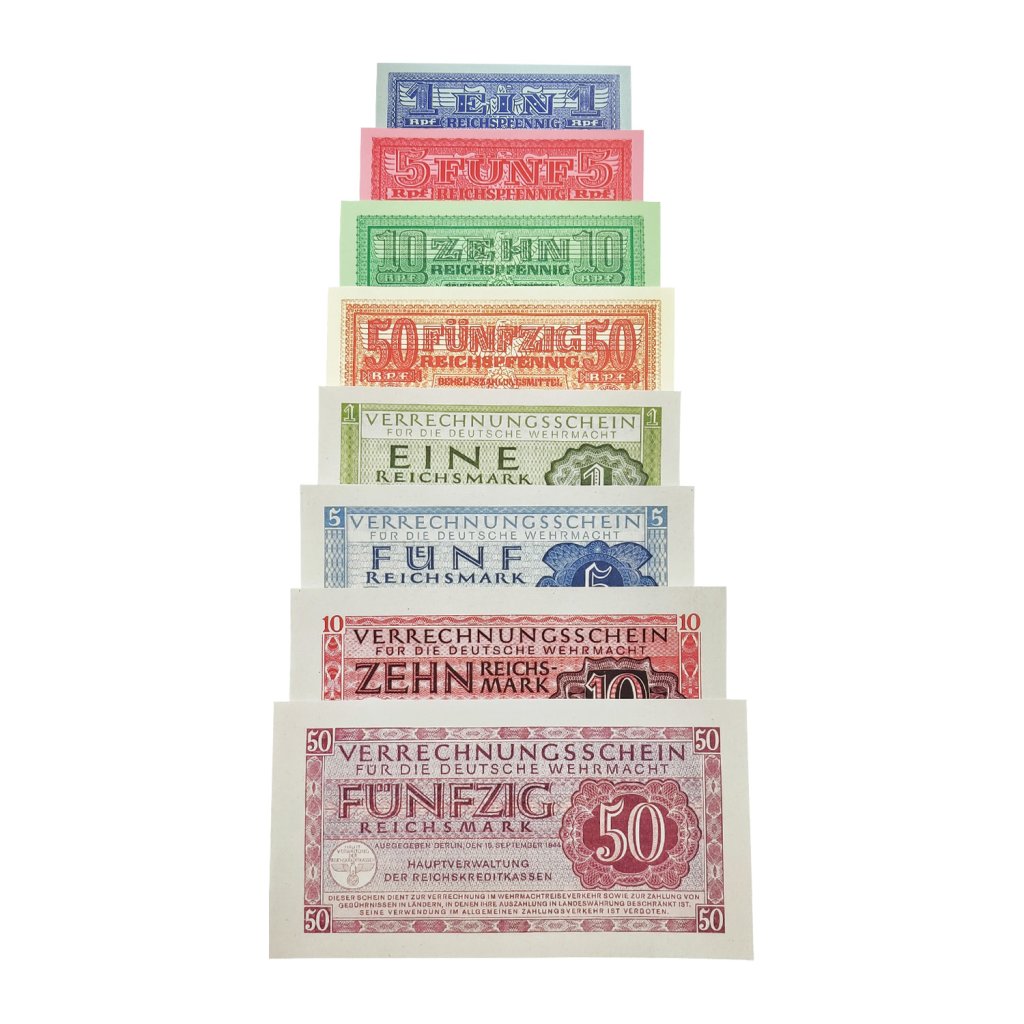 1 EIN 1
Rpf REICHSPFENNIG Rpf
5 FÜNF 5
Rpf REICHSPFENNIG Rpf
10 ZEHN 10
R.P.f REICHSPFENNIG R.P.f
50 FÜNFZIG 50
REICHSPFENNIG
R.P.f R.P.f
BEHELFSZAHLUNGSMITTEL
1 VERRECHNUNGSSCHEIN 1
FÜR DIE DEUTSCHE WEHRMACHT
EINE 1
REICHSMARK
5 VERRECHNUNGSSCHEIN 5
FÜR DIE DEUTSCHE WEHRMACHT
FUENF 5
REICHSMARK
10 10
VERRECHNUNGSSCHEIN
FÜR DIE DEUTSCHE WEHRMACHT
ZEHN REICHS-
MARK 10
50 VERRECHNUNGSSCHEIN 50
FÜR DIE DEUTSCHE WEHRMACHT
FÜNFZIG
REICHSMARK 50
AUSGEGEBEN BERLIN, DEN 15. SEPTEMBER 1944
HAUPTVERWALTUNG
DER REICHSKREDITKASSEN
DIESER SCHEIN DIENT ZUR VERRECHNUNG IM WEHRMACHTREISEVERKEHR SOWIE ZUR ZAHLUNG VON
GEBÜHRNISSEN IN LÄNDERN, IN DENEN IHRE AUSZAHLUNG IN LANDESWÄHRUNG BESCHRÄNKT IST.
SEINE VERWENDUNG IM ALLGEMEINEN ZAHLUNGSVERKEHR IST VERBOTEN.
50 50